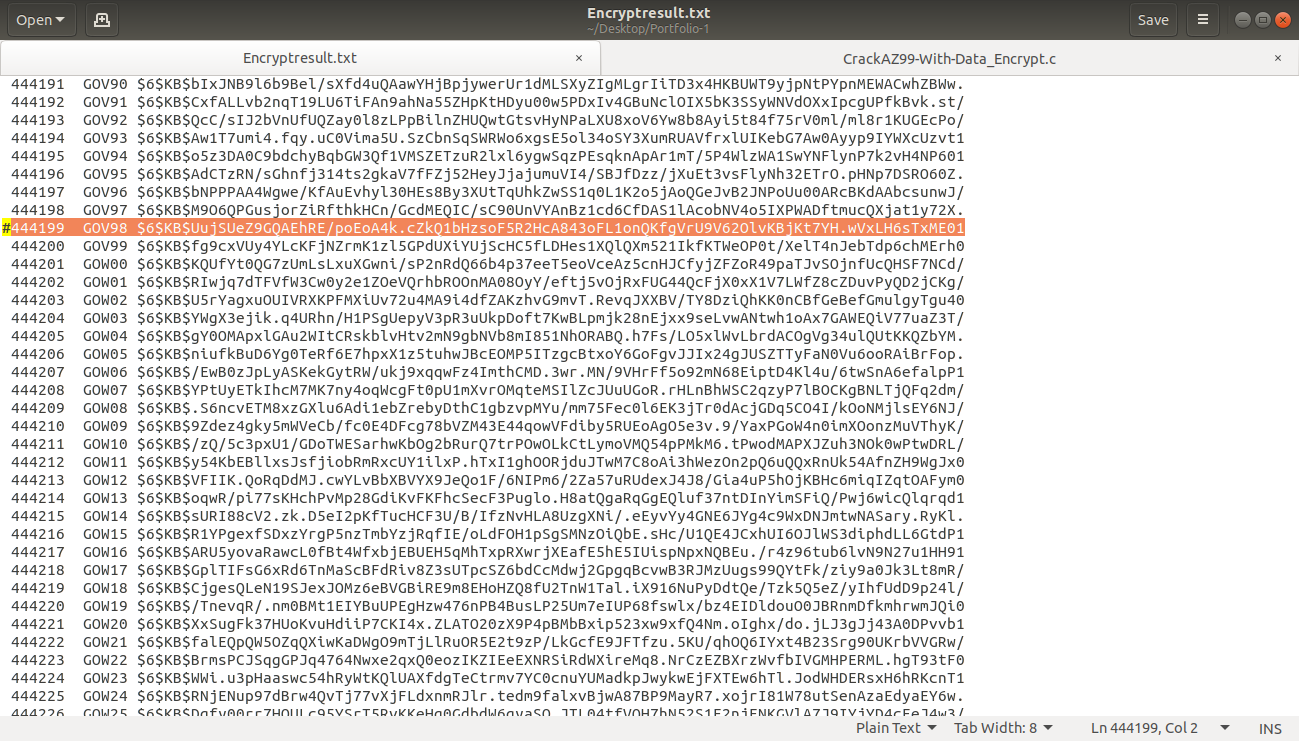 Open
Encryptresult.txt
~/Desktop/Portfolio-1
Save
Encryptresult.txt ×
CrackAZ99-With-Data_Encrypt.c ×
444191 GOV90 $6$KB$bIxJNB9l6b9Bel/sXfd4uQAawYHjBpjywerUr1dMLSXyZIgMLgrIiTD3x4HKBUWT9yjpNtPYpnMEWACwhZBWw.
444192 GOV91 $6$KB$CxfALLvb2nqT19LU6TiFAn9ahNa55ZHpKtHDyu00w5PDxIv4GBuNclOIX5bK3SSyWNVdOXxIpcgUPfkBvk.st/
444193 GOV92 $6$KB$QcC/sIJ2bVnUfUQZay0l8zLPpBilnZHUQwtGtsvHyNPaLXU8xoV6Yw8b8Ayi5t84f75rV0ml/ml8r1KUGEcPo/
444194 GOV93 $6$KB$Aw1T7umi4.fqy.uC0Vima5U.SzCbnSqSWRWo6xgsE5ol34oSY3XumRUAVfrxlUIKebG7Aw0Ayyp9IYWXcUzvt1
444195 GOV94 $6$KB$o5z3DA0C9bdchyBqbGW3Qf1VMSZETzuR2lxl6ygwSqzPEsqknApAr1mT/5P4WlzWA1SwYNFlynP7k2vH4NP601
444196 GOV95 $6$KB$AdCTzRN/sGhnfj314ts2gkaV7fFZj52HeyJjajumuVI4/SBJfDzz/jXuEt3vsFlyNh32ETrO.pHNp7DSRO60Z.
444197 GOV96 $6$KB$bNPPPAA4Wgwe/KfAuEvhyl30HEs8By3XUtTqUhkZwSS1q0L1K2o5jAoQGeJvB2JNPoUu00ARcBKdAAbcsunwJ/
444198 GOV97 $6$KB$M9O6QPGusjorZiRfthkHCn/GcdMEQIC/sC90UnVYAnBz1cd6CfDAS1lAcobNV4o5IXPWADftmucQXjat1y72X.
#444199 GOV98 $6$KB$UujSUeZ9GQAEhRE/poEoA4k.cZkQ1bHzsoF5R2HcA843oFL1onQKfgVrU9V62OlvKBjKt7YH.wVxLH6sTxME01
444200 GOV99 $6$KB$fg9cxVUy4YLcKFjNZrmK1zl5GPdUXiYUjScHC5fLDHes1XQlQXm521IkfKTWeOP0t/XelT4nJebTdp6chMErh0
444201 GOW00 $6$KB$KQUfYt0QG7zUmLsLxuXGwni/sP2nRdQ66b4p37eeT5eoVceAz5cnHJCfyjZFZoR49paTJvSOjnfUcQHSF7NCd/
444202 GOW01 $6$KB$RIwjq7dTFVfW3Cw0y2e1ZOeVQrhbROOnMA08OyY/eftj5vOjRxFUG44QcFjX0xX1V7LWfZ8cZDuvPyQD2jCKg/
444203 GOW02 $6$KB$U5rYagxuOUIVRXKPFMXiUv72u4MA9i4dfZAKzhvG9mvT.RevqJXXBV/TY8DziQhKK0nCBfGeBefGmulgyTgu40
444204 GOW03 $6$KB$YWgX3ejik.q4URhn/H1PSgUepyV3pR3uUkpDoft7KwBLpmjk28nEjxx9seLvwANtwh1oAx7GAWEQiV77uaZ3T/
444205 GOW04 $6$KB$gY0OMApxlGAu2WItCRskblvHtv2mN9gbNVb8mI851NhORABQ.h7Fs/LO5xlWvLbrdACOgVg34ulQUtKKQZbYM.
444206 GOW05 $6$KB$niufkBuD6Yg0TeRf6E7hpxX1z5tuhwJBcEOMP5ITzgcBtxoY6GoFgvJJIx24gJUSZTTyFaN0Vu6ooRAiBrFop.
444207 GOW06 $6$KB$/EwB0zJpLyASKekGytRW/ukj9xqqwFz4ImthCMD.3wr.MN/9VHrFf5o92mN68EiptD4Kl4u/6twSnA6efalpP1
444208 GOW07 $6$KB$YPtUyETkIhcM7MK7ny4oqWcgFt0pU1mXvrOMqteMSIlZcJUuUGoR.rHLnBhWSC2qzyP7lBOCKgBNLTjQFq2dm/
444209 GOW08 $6$KB$.S6ncvETM8xzGXlu6Adi1ebZrebyDthC1gbzvpMYu/mm75Fec0l6EK3jTr0dAcjGDq5CO4I/kOoNMjlsEY6NJ/
444210 GOW09 $6$KB$9Zdez4gky5mWVeCb/fc0E4DFcg78bVZM43E44qowVFdiby5RUEoAgO5e3v.9/YaxPGoW4n0imXOonzMuVThyK/
444211 GOW10 $6$KB$/zQ/5c3pxU1/GDoTWESarhwKbOg2bRurQ7trPOwOLkCtLymoVMQ54pPMkM6.tPwodMAPXJZuh3NOk0wPtwDRL/
444212 GOW11 $6$KB$y54KbEBllxsJsfjiobRmRxcUY1ilxP.hTxI1ghOORjduJTwM7C8oAi3hWezOn2pQ6uQQxRnUk54AfnZH9WgJx0
444213 GOW12 $6$KB$VFIIK.QoRqDdMJ.cwYLvBbXBVYX9JeQo1F/6NIPm6/2Za57uRUdexJ4J8/Gia4uP5hOjKBHc6miqIZqtOAFym0
444214 GOW13 $6$KB$oqwR/pi77sKHchPvMp28GdiKvFKFhcSecF3Puglo.H8atQgaRqGgEQluf37ntDInYimSFiQ/Pwj6wicQlqrqd1
444215 GOW14 $6$KB$sURI88cV2.zk.D5eI2pKfTucHCF3U/B/IfzNvHLA8UzgXNi/.eEyvYy4GNE6JYg4c9WxDNJmtwNASary.RyKl.
444216 GOW15 $6$KB$R1YPgexfSDxzYrgP5nzTmbYzjRqfIE/oLdFOH1pSgSMNzOiQbE.sHc/U1QE4JCxhUI6OJlWS3diphdLL6GtdP1
444217 GOW16 $6$KB$ARU5yovaRawcL0fBt4WfxbjEBUEH5qMhTxpRXwrjXEafE5hE5IUispNpxNQBEu./r4z96tub6lvN9N27u1HH91
444218 GOW17 $6$KB$GplTIFsG6xRd6TnMaScBFdRiv8Z3sUTpcSZ6bdCcMdwj2GpgqBcvwB3RJMzUugs99QYtFk/ziy9a0Jk3Lt8mR/
444219 GOW18 $6$KB$CjgesQLeN19SJexJOMz6eBVGBiRE9m8EHoHZQ8fU2TnW1Tal.iX916NuPyDdtQe/Tzk5Q5eZ/yIhfUdD9p24l/
444220 GOW19 $6$KB$/TnevqR/.nm0BMt1EIYBuUPEgHzw476nPB4BusLP25Um7eIUP68fswlx/bz4EIDldouO0JBRnmDfkmhrwmJQi0
444221 GOW20 $6$KB$XxSugFk37HUoKvuHdiiP7CKI4x.ZLATO20zX9P4pBMbBxip523xw9xfQ4Nm.oIghx/do.jLJ3gJj43A0DPvvb1
444222 GOW21 $6$KB$falEQpQW5OZqQXiwKaDWgO9mTjLlRuOR5E2t9zP/LkGcfE9JFTfzu.5KU/qhOQ6IYxt4B23Srg90UKrbVVGRw/
444223 GOW22 $6$KB$BrmsPCJSqgGPJq4764Nwxe2qxQ0eozIKZIEeEXNRSiRdWXireMq8.NrCzEZBXrzWvfbIVGMHPERML.hgT93tF0
444224 GOW23 $6$KB$WWi.u3pHaaswc54hRyWtKQlUAXfdgTeCtrmv7YC0cnuYUMadkpJwykwEjFXTEw6hTl.JodWHDERsxH6hRKcnT1
444225 GOW24 $6$KB$RNjENup97dBrw4QvTj77vXjFLdxnmRJlr.tedm9falxvBjwA87BP9MayR7.xojrI81W78utSenAzaEdyaEY6w.
444226 GOW25
Plain Text Tab Width: 8 Ln 444199, Col 2 INS